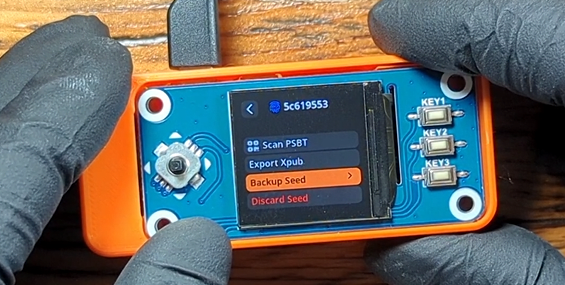 5c619553
Scan PSBT
Export Xpub
Backup Seed
Discard Seed
KEY1
KEY2
KEY3